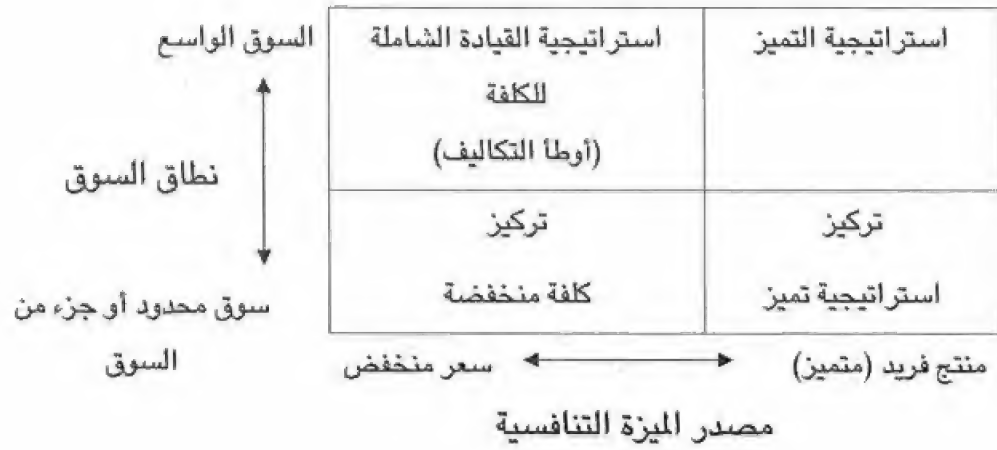 السوق الواسع
استراتيجية القيادة الشاملة
للكلفة
(أوطأ التكاليف)
استراتيجية التميز
نطاق السوق
تركيز
كلفة منخفضة
تركيز
استراتيجية تميز
سوق محدود أو جزء من
السوق
سعر منخفض
منتج فريد (متميز)
مصدر الميزة التنافسية